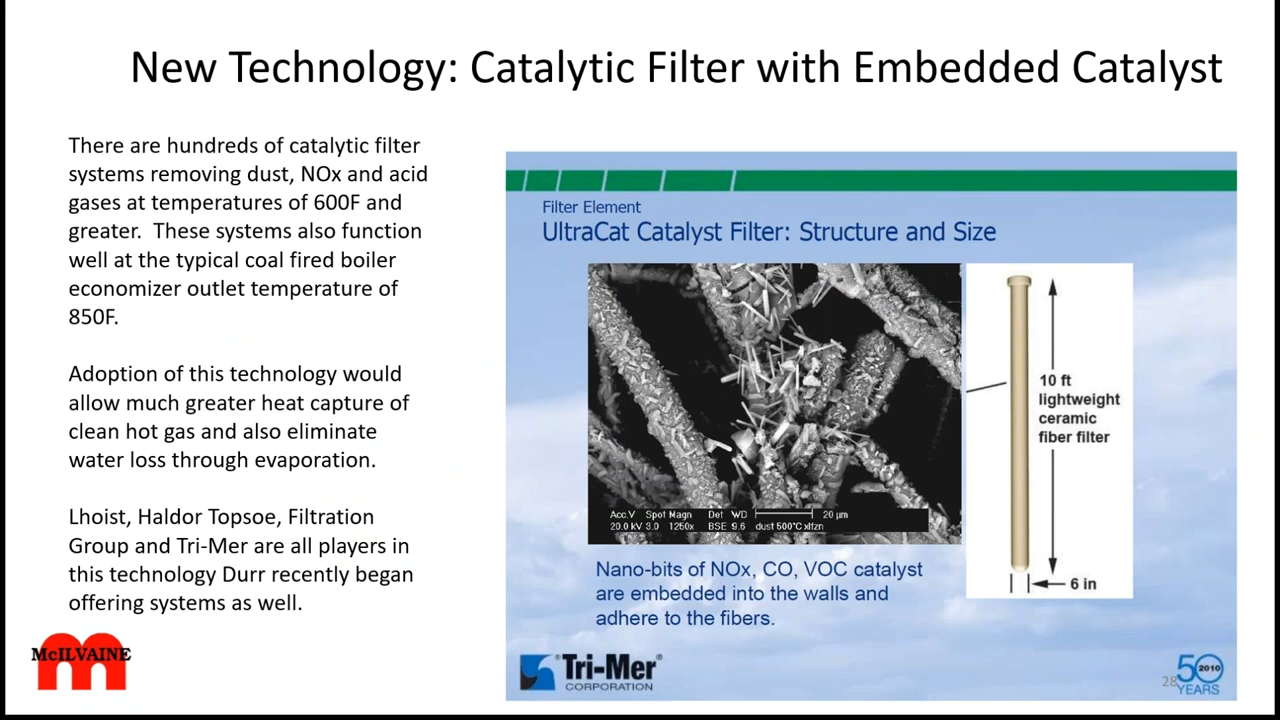 New Technology: Catalytic Filter with Embedded Catalyst
There are hundreds of catalytic filter
systems removing dust, NOx and acid
gases at temperatures of 600F and
greater.  These systems also function
well at the typical coal fired boiler
economizer outlet temperature of
850F.
Adoption of this technology would
allow much greater heat capture of
clean hot gas and also eliminate
water loss through evaporation.
Lhoist, Haldor Topsoe, Filtration
Group and Tri-Mer are all players in
this technology Durr recently began
offering systems as well.
McILVAINE
Filter Element
UltraCat Catalyst Filter: Structure and Size
Acc.V Spot Magn Det WD 20 µm
20.0 kV 3.0 1250x BSE 9.6 dust 500°C xlfzn
10 ft
lightweight
ceramic
fiber filter
6 in
Nano-bits of NOx, CO, VOC catalyst
are embedded into the walls and
adhere to the fibers.
Tri-Mer®
CORPORATION
28
50 2010
YEARS